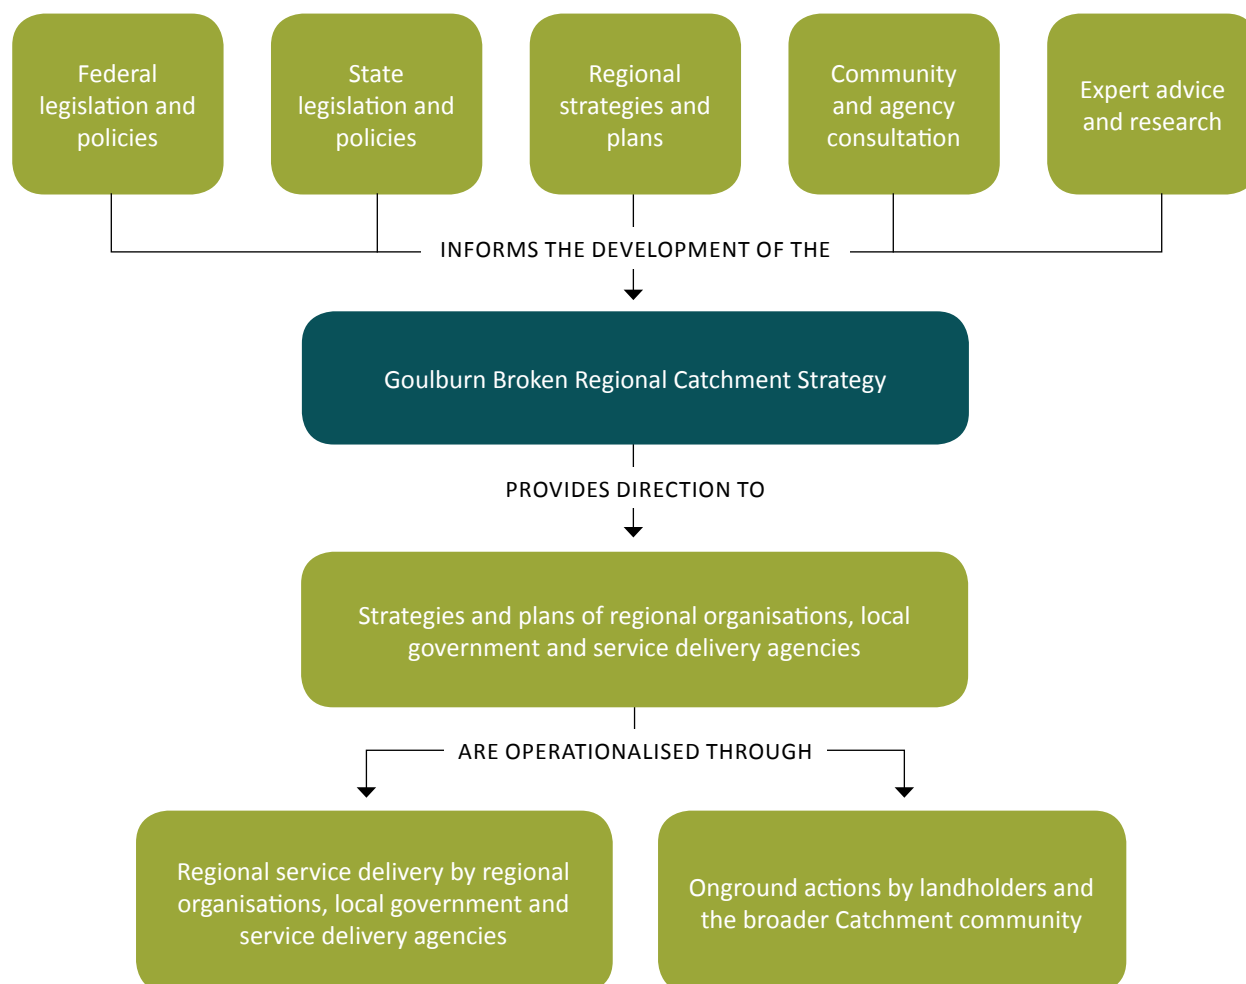 Federal
legislation and
policies
State
legislation and
policies
Regional
strategies and
plans
Community
and agency
consultation
Expert advice
and research
INFORMS THE DEVELOPMENT OF THE
Goulburn Broken Regional Catchment Strategy
PROVIDES DIRECTION TO
Strategies and plans of regional organisations, local
government and service delivery agencies
ARE OPERATIONALISED THROUGH
Regional service delivery by regional
organisations, local government and
service delivery agencies
Onground actions by landholders and
the broader Catchment community